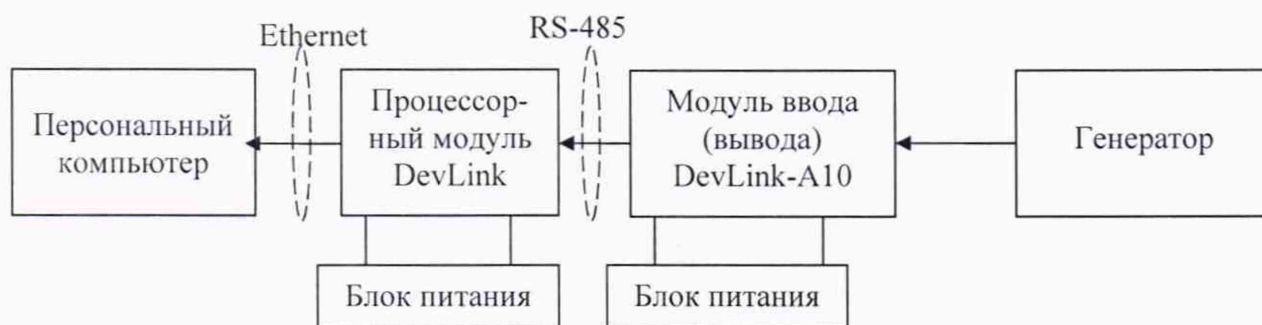 Ethernet
RS-485
Персональный
компьютер
Процессор-
ный модуль
DevLink
Модуль ввода
(вывода)
DevLink-A10
Генератор
Блок питания
Блок питания